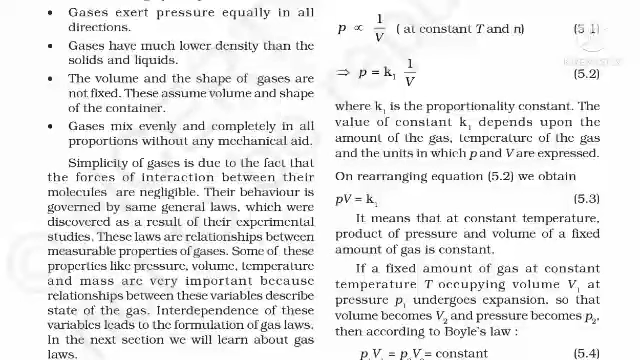 • Gases exert pressure equally in all
directions.
• Gases have much lower density than the
solids and liquids.
• The volume and the shape of gases are
not fixed. These assume volume and shape
of the container.
• Gases mix evenly and completely in all
proportions without any mechanical aid.
Simplicity of gases is due to the fact that
the forces of interaction between their
molecules are negligible. Their behaviour is
governed by same general laws, which were
discovered as a result of their experimental
studies. These laws are relationships between
measurable properties of gases. Some of these
properties like pressure, volume, temperature
and mass are very important because
relationships between these variables describe
state of the gas. Interdependence of these
variables leads to the formulation of gas laws.
In the next section we will learn about gas
laws.
p ∝ 1/V ( at constant T and n) (5.1)
⇒ p = k₁ 1/V (5.2)
where k₁ is the proportionality constant. The
value of constant k₁ depends upon the
amount of the gas, temperature of the gas
and the units in which p and V are expressed.
On rearranging equation (5.2) we obtain
pV = k₁ (5.3)
It means that at constant temperature,
product of pressure and volume of a fixed
amount of gas is constant.
If a fixed amount of gas at constant
temperature T occupying volume V₁ at
pressure p₁ undergoes expansion, so that
volume becomes V₂ and pressure becomes p₂,
then according to Boyle's law :
p₁V₁ = p₂V₂ = constant (5.4)